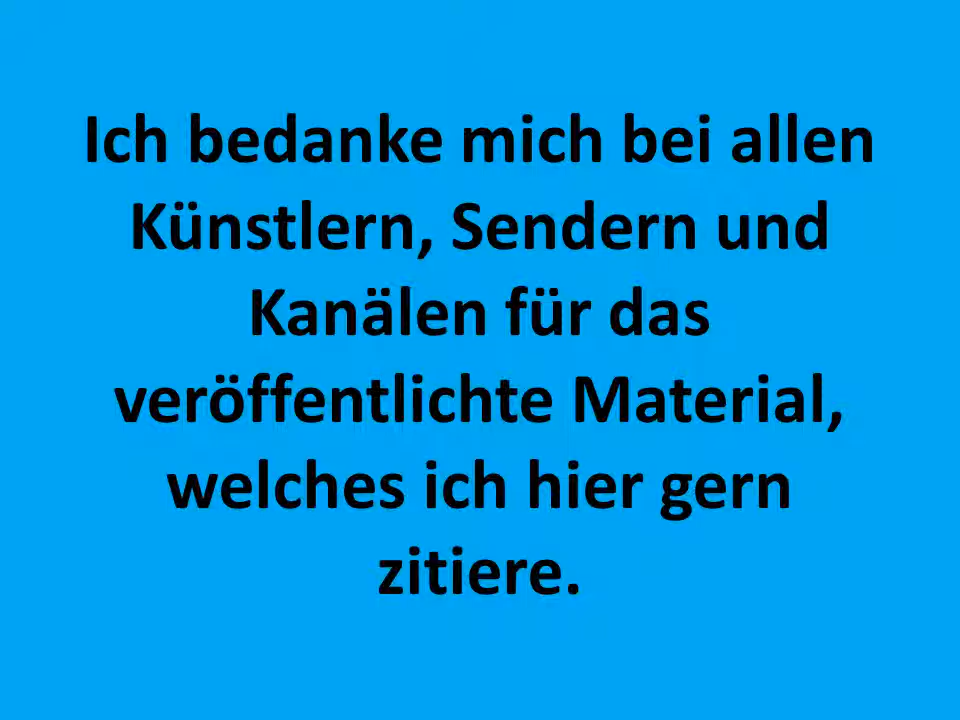 Ich bedanke mich bei allen
Künstlern, Sendern und
Kanälen für das
veröffentlichte Material,
welches ich hier gern
zitiere.